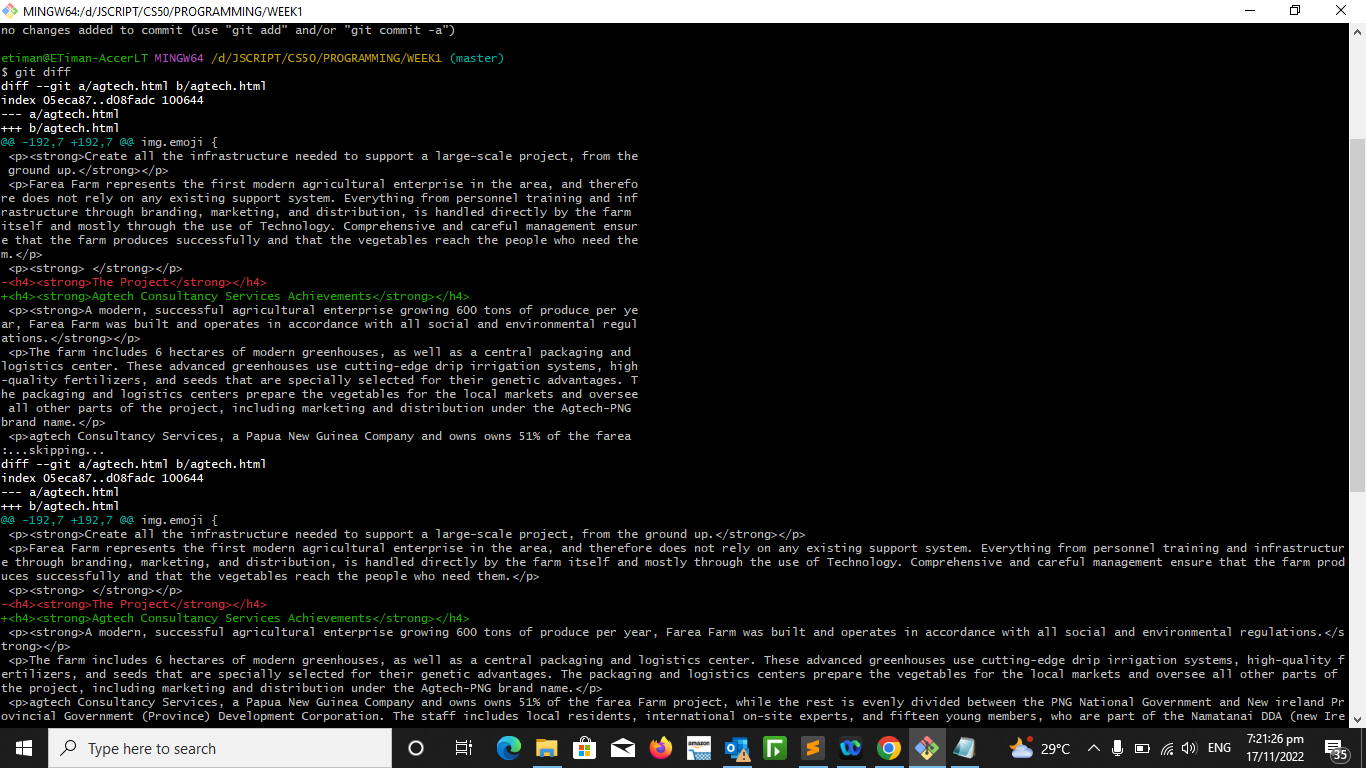 MINGW64:/d/JSCRIPT/CS50/PROGRAMMING/WEEK1
no changes added to commit (use "git add" and/or "git commit -a")
etiman@ETiman-AccerLT MINGW64 /d/JSCRIPT/CS50/PROGRAMMING/WEEK1 (master)
$ git diff
diff --git a/agtech.html b/agtech.html
index 05eca87..d08fadc 100644
--- a/agtech.html
+++ b/agtech.html
@@ -192,7 +192,7 @@ img.emoji {
 <p><strong>Create all the infrastructure needed to support a large-scale project, from the
 ground up.</strong></p>
 <p>Farea Farm represents the first modern agricultural enterprise in the area, and therefo
re does not rely on any existing support system. Everything from personnel training and inf
rastructure through branding, marketing, and distribution, is handled directly by the farm
itself and mostly through the use of Technology. Comprehensive and careful management ensur
e that the farm produces successfully and that the vegetables reach the people who need the
m.</p>
 <p><strong> </strong></p>
-<h4><strong>The Project</strong></h4>
+<h4><strong>Agtech Consultancy Services Achievements</strong></h4>
 <p><strong>A modern, successful agricultural enterprise growing 600 tons of produce per ye
ar, Farea Farm was built and operates in accordance with all social and environmental regul
ations.</strong></p>
 <p>The farm includes 6 hectares of modern greenhouses, as well as a central packaging and
logistics center. These advanced greenhouses use cutting-edge drip irrigation systems, high
-quality fertilizers, and seeds that are specially selected for their genetic advantages. T
he packaging and logistics centers prepare the vegetables for the local markets and oversee
 all other parts of the project, including marketing and distribution under the Agtech-PNG
brand name.</p>
 <p>agtech Consultancy Services, a Papua New Guinea Company and owns owns 51% of the farea
:...skipping...
diff --git a/agtech.html b/agtech.html
index 05eca87..d08fadc 100644
--- a/agtech.html
+++ b/agtech.html
@@ -192,7 +192,7 @@ img.emoji {
 <p><strong>Create all the infrastructure needed to support a large-scale project, from the ground up.</strong></p>
 <p>Farea Farm represents the first modern agricultural enterprise in the area, and therefore does not rely on any existing support system. Everything from personnel training and infrastructur
e through branding, marketing, and distribution, is handled directly by the farm itself and mostly through the use of Technology. Comprehensive and careful management ensure that the farm prod
uces successfully and that the vegetables reach the people who need them.</p>
 <p><strong> </strong></p>
-<h4><strong>The Project</strong></h4>
+<h4><strong>Agtech Consultancy Services Achievements</strong></h4>
 <p><strong>A modern, successful agricultural enterprise growing 600 tons of produce per year, Farea Farm was built and operates in accordance with all social and environmental regulations.</s
trong></p>
 <p>The farm includes 6 hectares of modern greenhouses, as well as a central packaging and logistics center. These advanced greenhouses use cutting-edge drip irrigation systems, high-quality f
ertilizers, and seeds that are specially selected for their genetic advantages. The packaging and logistics centers prepare the vegetables for the local markets and oversee all other parts of
the project, including marketing and distribution under the Agtech-PNG brand name.</p>
 <p>agtech Consultancy Services, a Papua New Guinea Company and owns owns 51% of the farea Farm project, while the rest is evenly divided between the PNG National Government and New ireland Pr
ovincial Government (Province) Development Corporation. The staff includes local residents, international on-site experts, and fifteen young members, who are part of the Namatanai DDA (new Ire
Type here to search
amazon
29°C
ENG
7:21:26 pm
17/11/2022
35